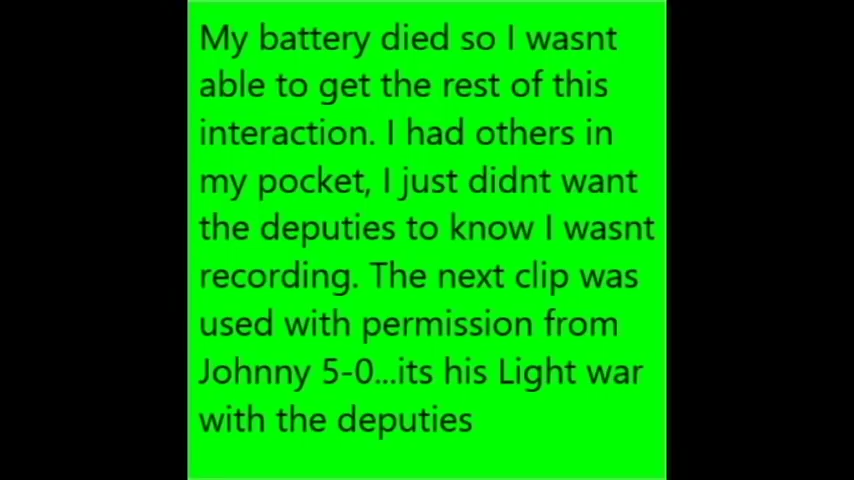 My battery died so I wasnt
able to get the rest of this
interaction. I had others in
my pocket, I just didnt want
the deputies to know I wasnt
recording. The next clip was
used with permission from
Johnny 5-0...its his Light war
with the deputies